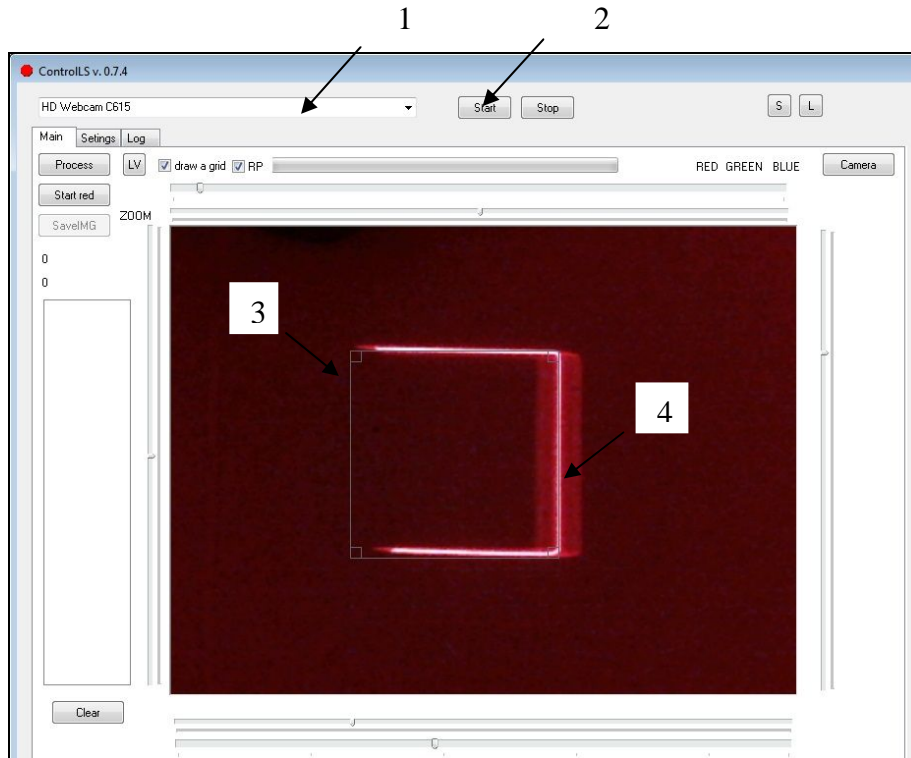 1 2
ControlLS v. 0.7.4
HD Webcam C615 Start Stop S L
Main Setings Log
Process LV draw a grid RP RED GREEN BLUE Camera
Start red
SaveIMG ZOOM
0
0
3
4
Clear